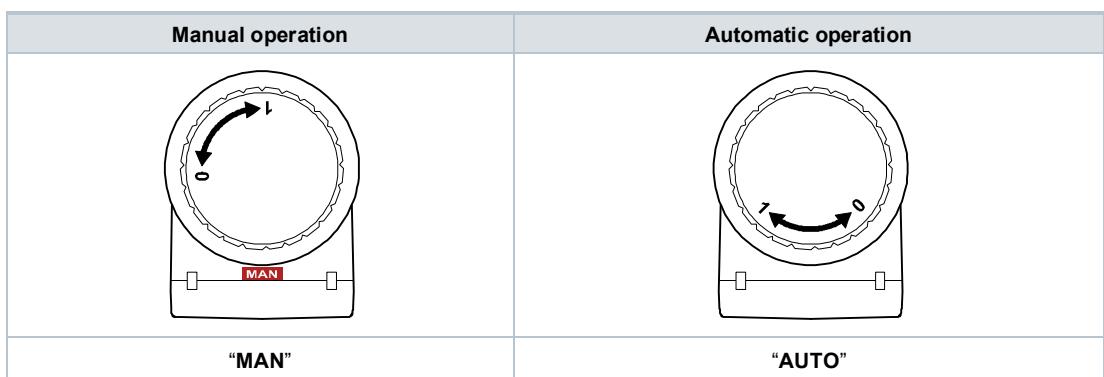 Manual operation
Automatic operation
1
0
MAN
1
0
“MAN”
“AUTO”